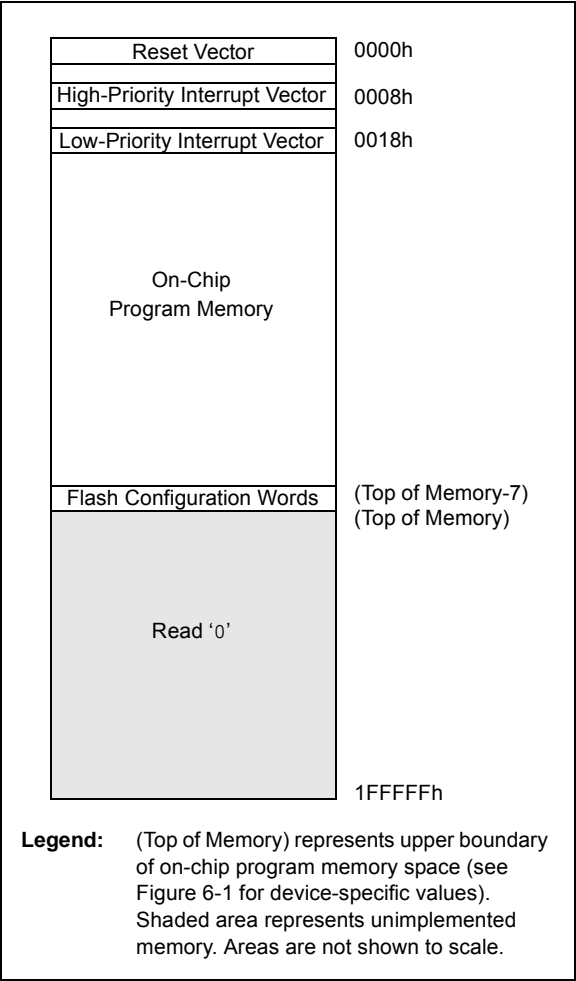 Reset Vector 0000h
High-Priority Interrupt Vector 0008h
Low-Priority Interrupt Vector 0018h
On-Chip
Program Memory
Flash Configuration Words (Top of Memory-7)
(Top of Memory)
Read ‘0’
1FFFFFh
Legend: (Top of Memory) represents upper boundary
of on-chip program memory space (see
Figure 6-1 for device-specific values).
Shaded area represents unimplemented
memory. Areas are not shown to scale.